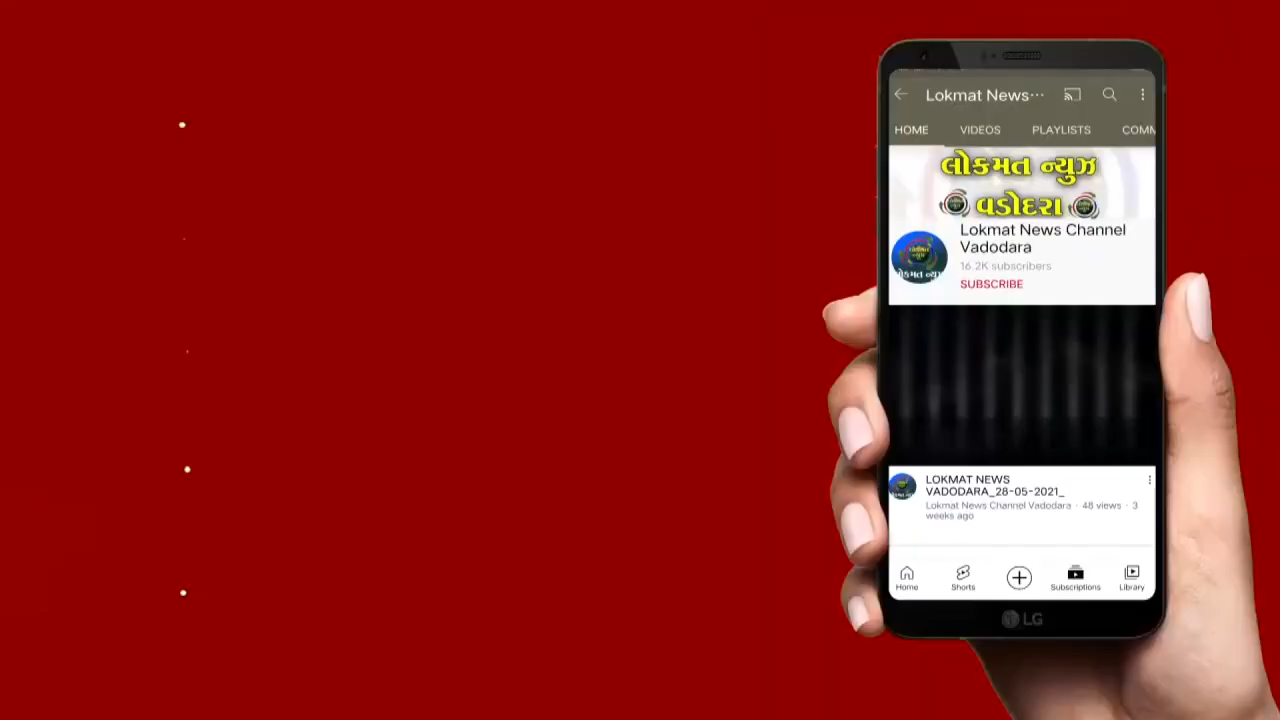 Lokmat News...
HOME VIDEOS PLAYLISTS COMM
લોકમત ન્યુઝ
વડોદરા
Lokmat News Channel
Vadodara
16.2K subscribers
SUBSCRIBE
LOKMAT NEWS
VADODARA_28-05-2021_
Lokmat News Channel Vadodara · 48 views · 3
weeks ago
Home Shorts Subscriptions Library
LG